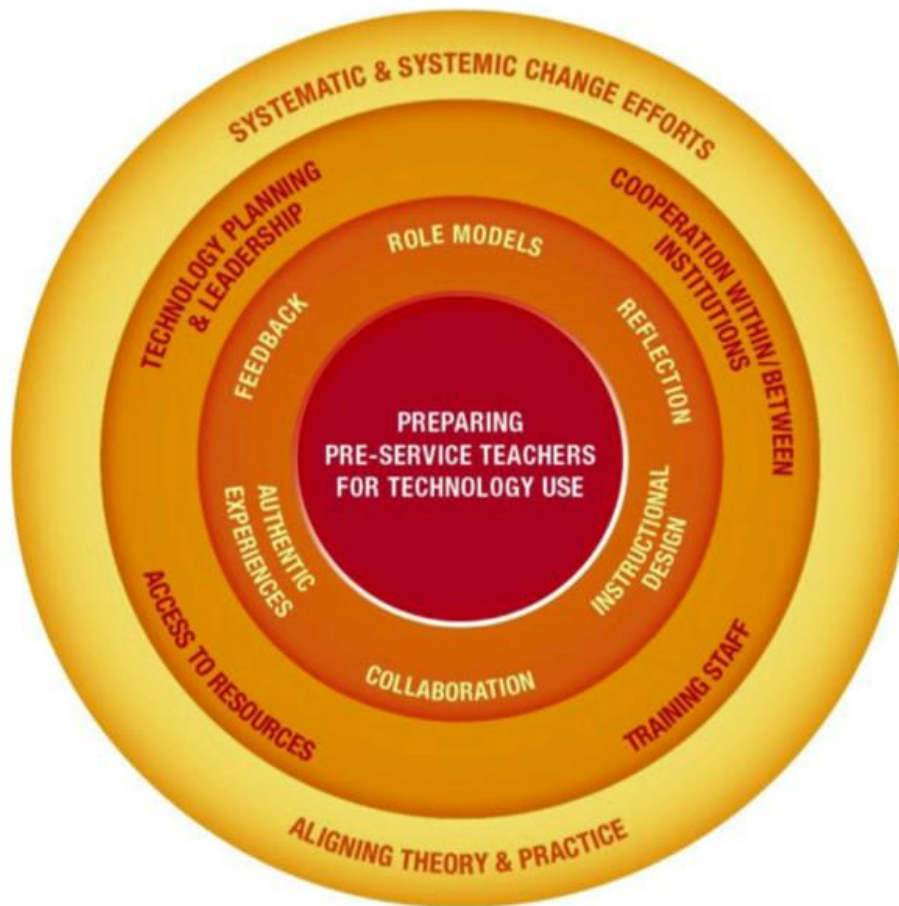 SYSTEMATIC & SYSTEMIC CHANGE EFFORTS
TECHNOLOGY PLANNING
& LEADERSHIP
COOPERATION WITHIN/BETWEEN
INSTITUTIONS
ROLE MODELS
FEEDBACK
REFLECTION
PREPARING
PRE-SERVICE TEACHERS
FOR TECHNOLOGY USE
AUTHENTIC
EXPERIENCES
INSTRUCTIONAL
DESIGN
COLLABORATION
ACCESS TO RESOURCES
TRAINING STAFF
ALIGNING THEORY & PRACTICE